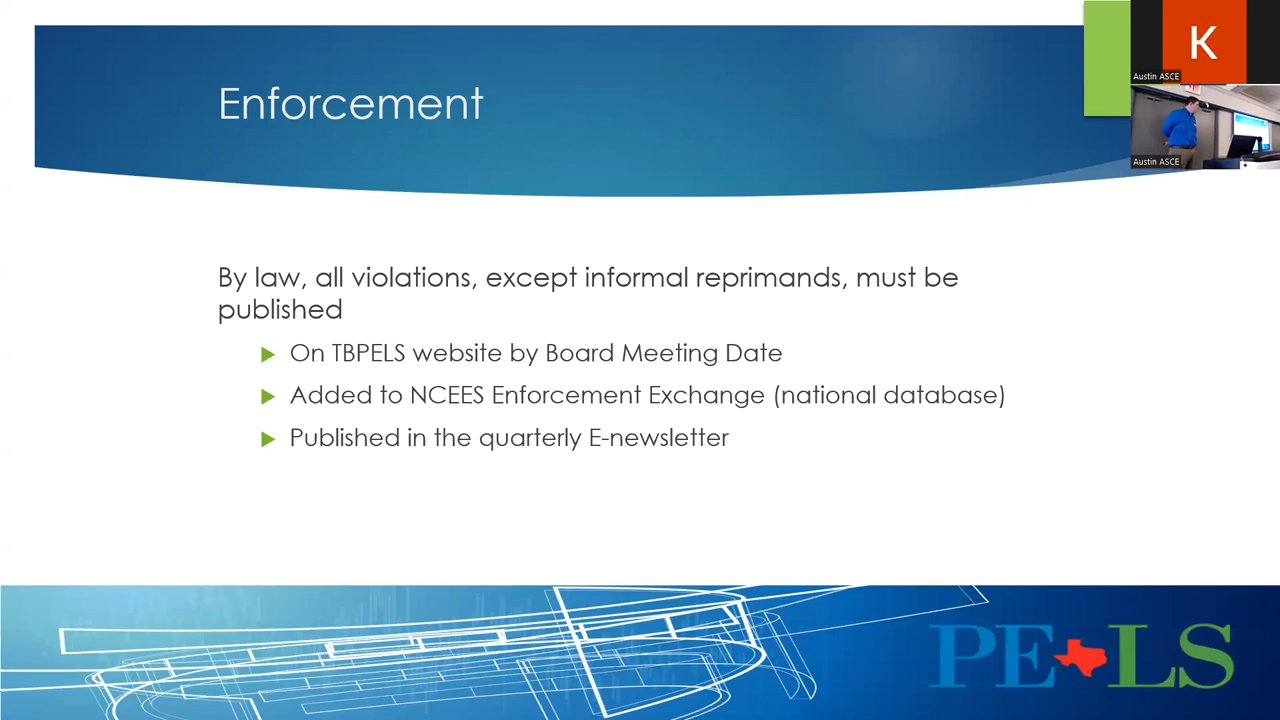 Enforcement
K
Austin ASCE
Austin ASCE
By law, all violations, except informal reprimands, must be
published
On TBPELS website by Board Meeting Date
Added to NCEES Enforcement Exchange (national database)
Published in the quarterly E-newsletter
PE LS